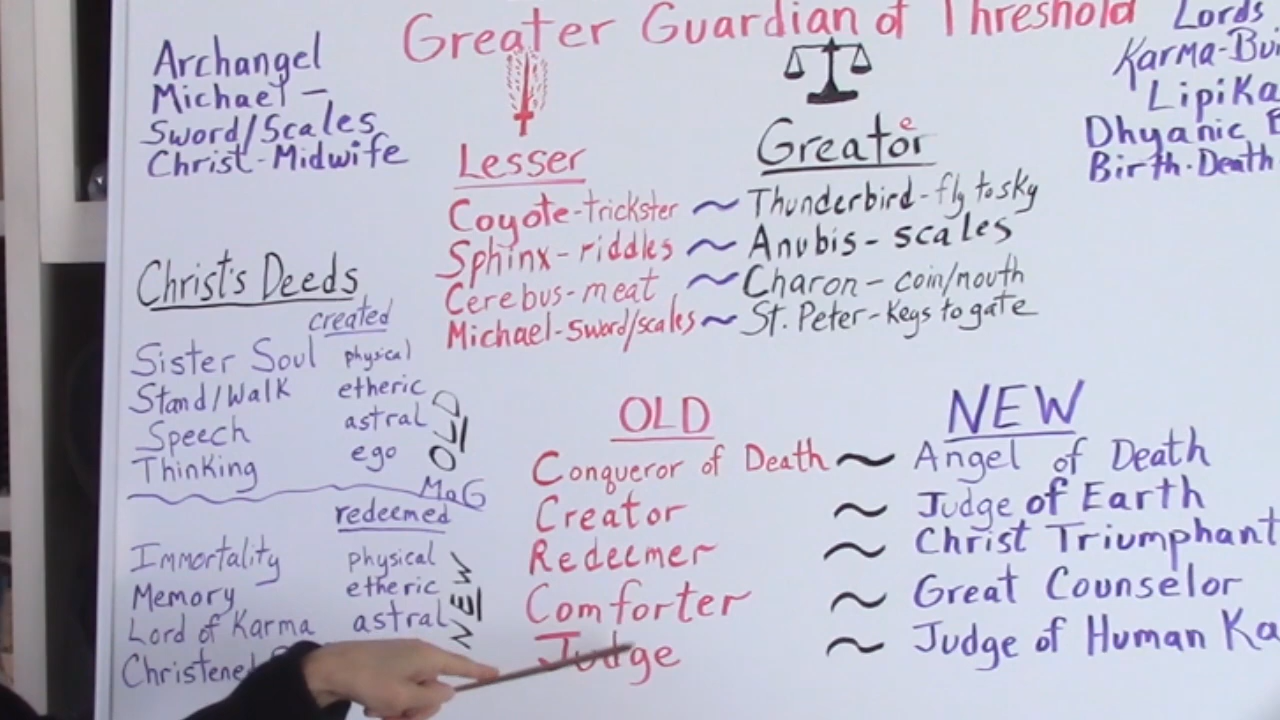 Greater Guardian of Threshold
Archangel
Michael –
Sword/Scales
Christ-Midwife
Lords
Karma-
Lipika
Dhyanic
Birth-Death
Lesser
Coyote-trickster ~ Thunderbird-fly to sky
Sphinx-riddles ~ Anubis-scales
Cerebus-meat ~ Charon-coin/mouth
Michael-sword/scales ~ St. Peter-Keys to gate
Christ's Deeds
created
Sister Soul physical
Stand/Walk etheric
Speech astral
Thinking ego
OLD
MoG
redeemed
Immortality physical
Memory etheric
Lord of Karma astral
NEW
OLD NEW
Conqueror of Death ~ Angel of Death
Creator ~ Judge of Earth
Redeemer ~ Christ Triumphant
Comforter ~ Great Counselor
Judge ~ Judge of Human